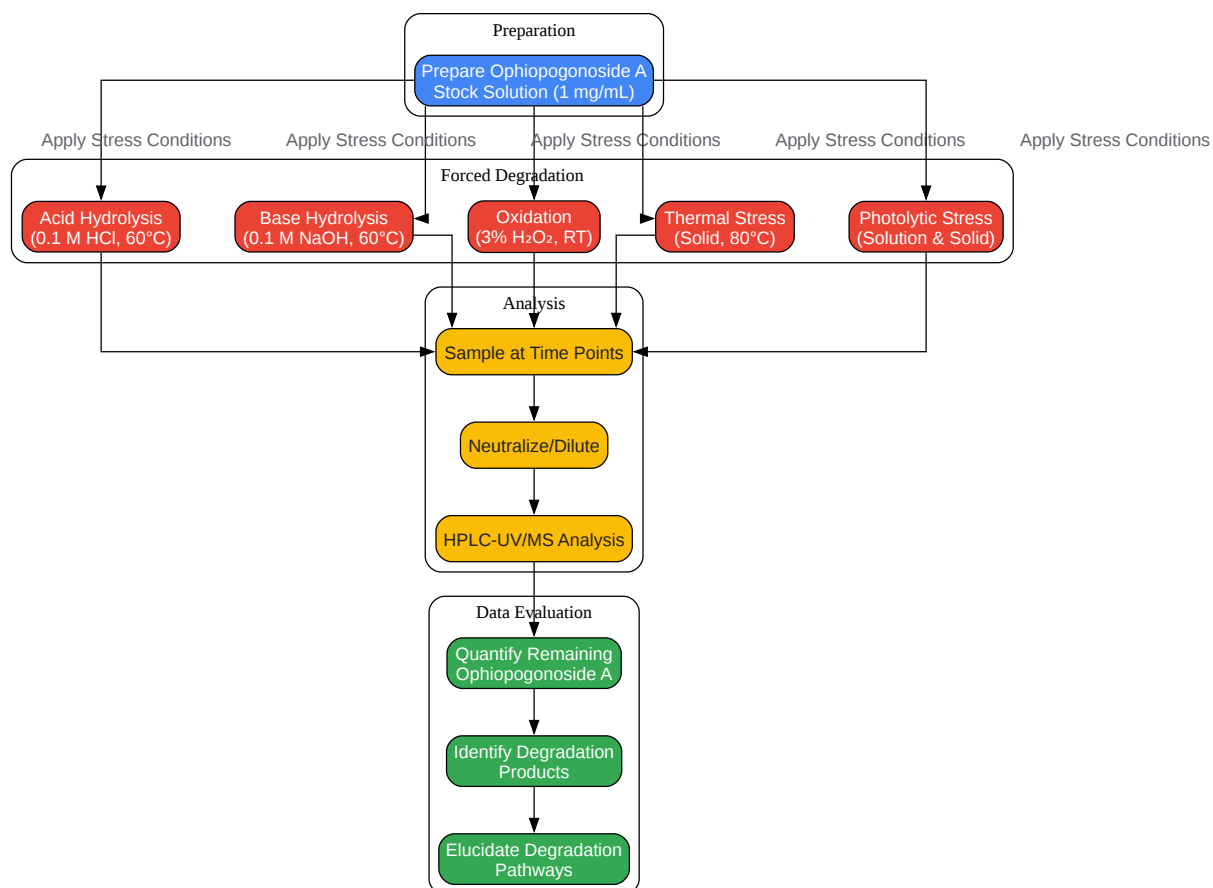 Preparation
Prepare Ophiopogonoside A
Stock Solution (1 mg/mL)
Apply Stress Conditions
Apply Stress Conditions
Apply Stress Conditions
Apply Stress Conditions
Apply Stress Conditions
Forced Degradation
Acid Hydrolysis
(0.1 M HCl, 60°C)
Base Hydrolysis
(0.1 M NaOH, 60°C)
Oxidation
(3% H₂O₂, RT)
Thermal Stress
(Solid, 80°C)
Photolytic Stress
(Solution & Solid)
Analysis
Sample at Time Points
Neutralize/Dilute
HPLC-UV/MS Analysis
Data Evaluation
Quantify Remaining
Ophiopogonoside A
Identify Degradation
Products
Elucidate Degradation
Pathways